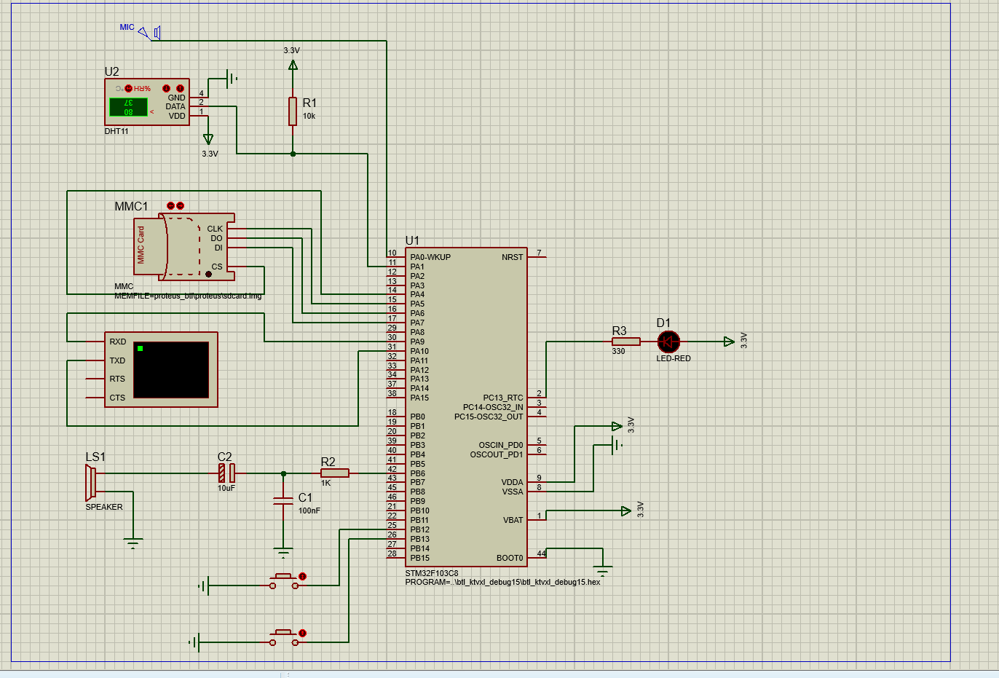 MIC
3.3V
U2
°C %RH
37
80
>
GND 4
DATA 2
VDD 1
DHT11
3.3V
R1
10k
MMC1
MMC Card
CLK
DO
DI
CS
MMC
MEMFILE=proteus_btl\proteus\sdcard.img
RXD
TXD
RTS
CTS
LS1
SPEAKER
C2
10uF
C1
100nF
R2
1K
U1
10 PA0-WKUP
11 PA1
12 PA2
13 PA3
14 PA4
15 PA5
16 PA6
17 PA7
29 PA8
30 PA9
31 PA10
32 PA11
33 PA12
34 PA13
37 PA14
38 PA15
18 PB0
19 PB1
20 PB2
39 PB3
40 PB4
41 PB5
42 PB6
43 PB7
45 PB8
46 PB9
21 PB10
22 PB11
25 PB12
26 PB13
27 PB14
28 PB15
NRST 7
PC13_RTC 2
PC14-OSC32_IN 3
PC15-OSC32_OUT 4
OSCIN_PD0 5
OSCOUT_PD1 6
VDDA 9
VSSA 8
VBAT 1
BOOT0 44
STM32F103C8
PROGRAM=..\btl_ktvxl_debug15\btl_ktvxl_debug15.hex
R3
330
D1
LED-RED
3.3V
3.3V
3.3V